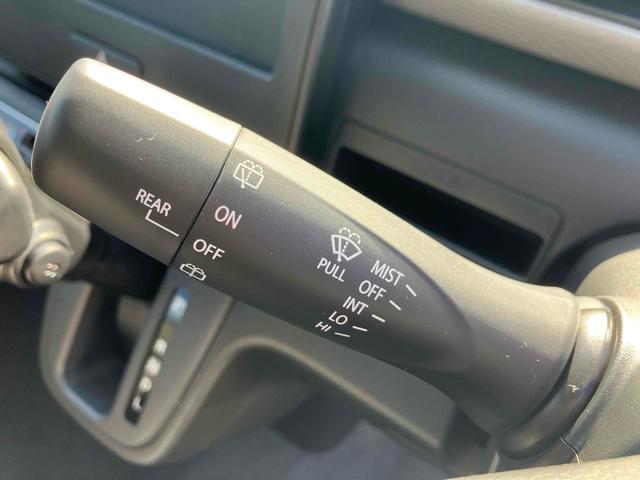 REAR
ON
OFF
PULL
MIST
OFF
INT
LO
HI